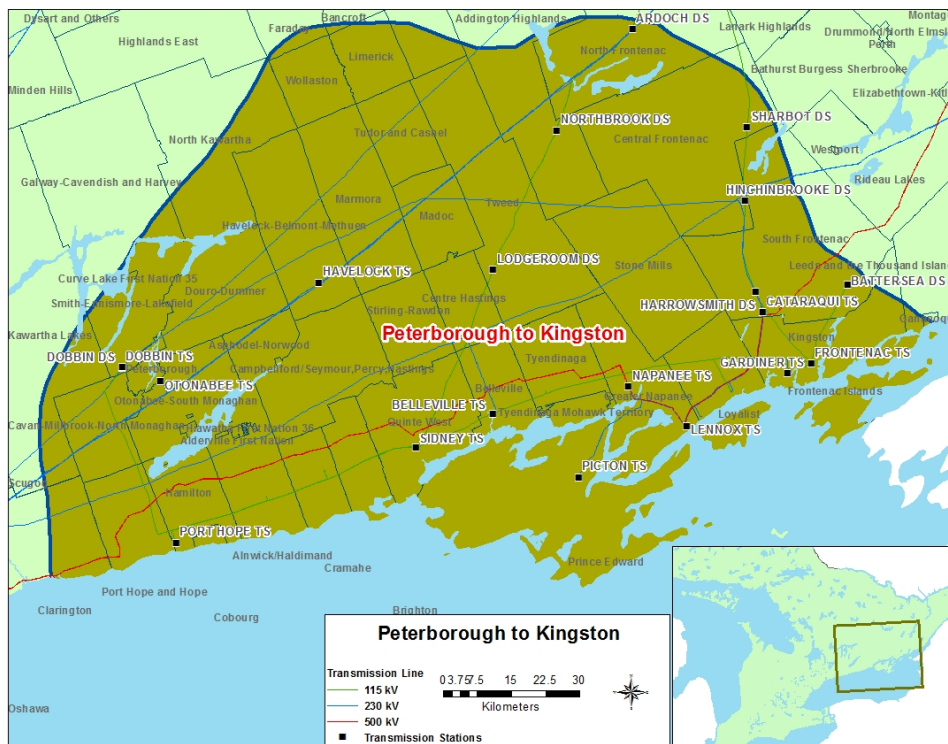 Dysart and Others
Bancroft
Faraday
Addington Highlands
ARDOCH DS
Lanark Highlands
Montag
Drummond/North Elms
Perth
Highlands East
Limerick
North Frontenac
Wollaston
Bathurst Burgess Sherbrooke
Minden Hills
Elizabethtown-Kitl
North Kawartha
Tudor and Cashel
NORTHBROOK DS
Central Frontenac
SHARBOT DS
Westport
Galway-Cavendish and Harvey
Rideau Lakes
Marmora
Tweed
HINCHINBROOKE DS
Madoc
Havelock-Belmont-Methuen
South Frontenac
LODGEROOM DS
Stone Mills
Leeds and the Thousand Island
Curve Lake First Nation 35
HAVELOCK TS
BATTERSEA DS
Douro-Dummer
Smith-Ennismore-Lakefield
Centre Hastings
Stirling-Rawdon
HARROWSMITH DS
CATARAQUI TS
Kawartha Lakes
Asphodel-Norwood
Peterborough to Kingston
Kingston
DOBBIN DS
DOBBIN TS
Peterborough
Campbellford/Seymour,Percy,Hastings
Tyendinaga
GARDINER TS
FRONTENAC TS
OTONABEE TS
Belleville
NAPANEE TS
Frontenac Islands
Otonabee-South Monaghan
BELLEVILLE TS
Greater Napanee
Tyendinaga Mohawk Territory
Loyalist
Cavan-Millbrook-North Monaghan
Quinte West
LENNOX TS
Alderville First Nation
SIDNEY TS
PICTON TS
Scugog
Hamilton
PORT HOPE TS
Alnwick/Haldimand
Cramahe
Prince Edward
Port Hope and Hope
Clarington
Cobourg
Brighton
Oshawa
Peterborough to Kingston
Transmission Line
115 kV
230 kV
500 kV
Transmission Stations
0 3.75 7.5 15 22.5 30
Kilometers